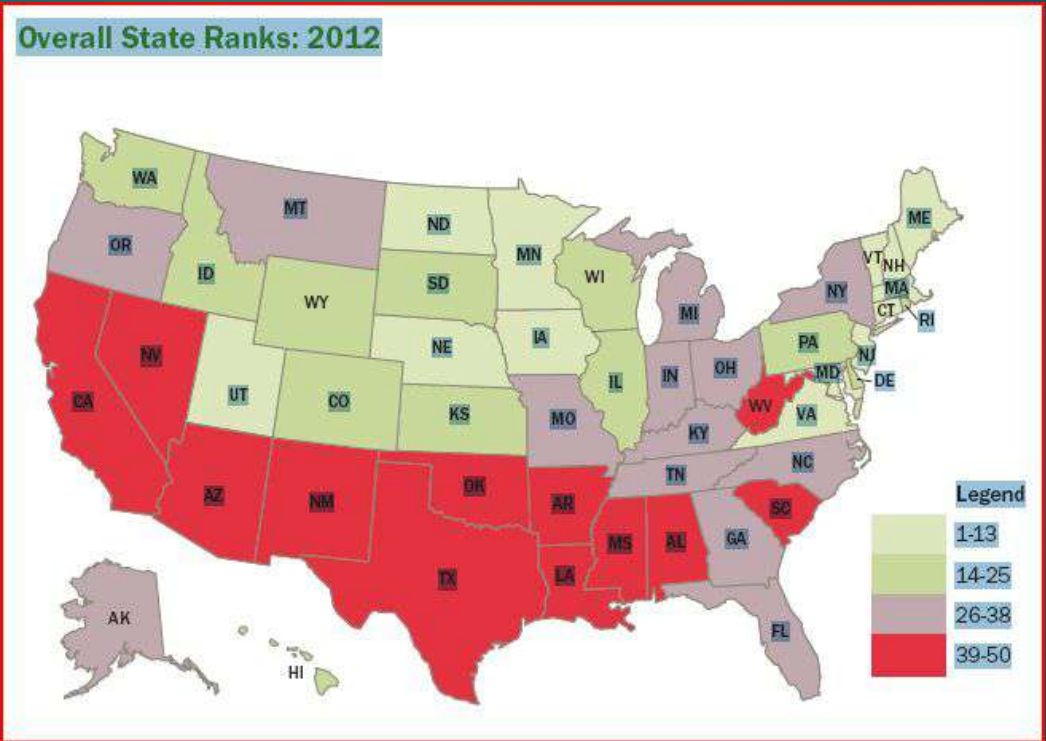 Overall State Ranks: 2012
WA
MT
ND
MN
ME
OR
ID
SD
WI
VT
NH
WY
MI
NY
MA
CT
RI
NV
NE
IA
PA
NJ
CA
UT
CO
KS
IL
IN
OH
MD
DE
MO
WV
VA
KY
NC
TN
AZ
NM
OK
AR
SC
MS
AL
GA
TX
LA
AK
HI
FL
Legend
1-13
14-25
26-38
39-50